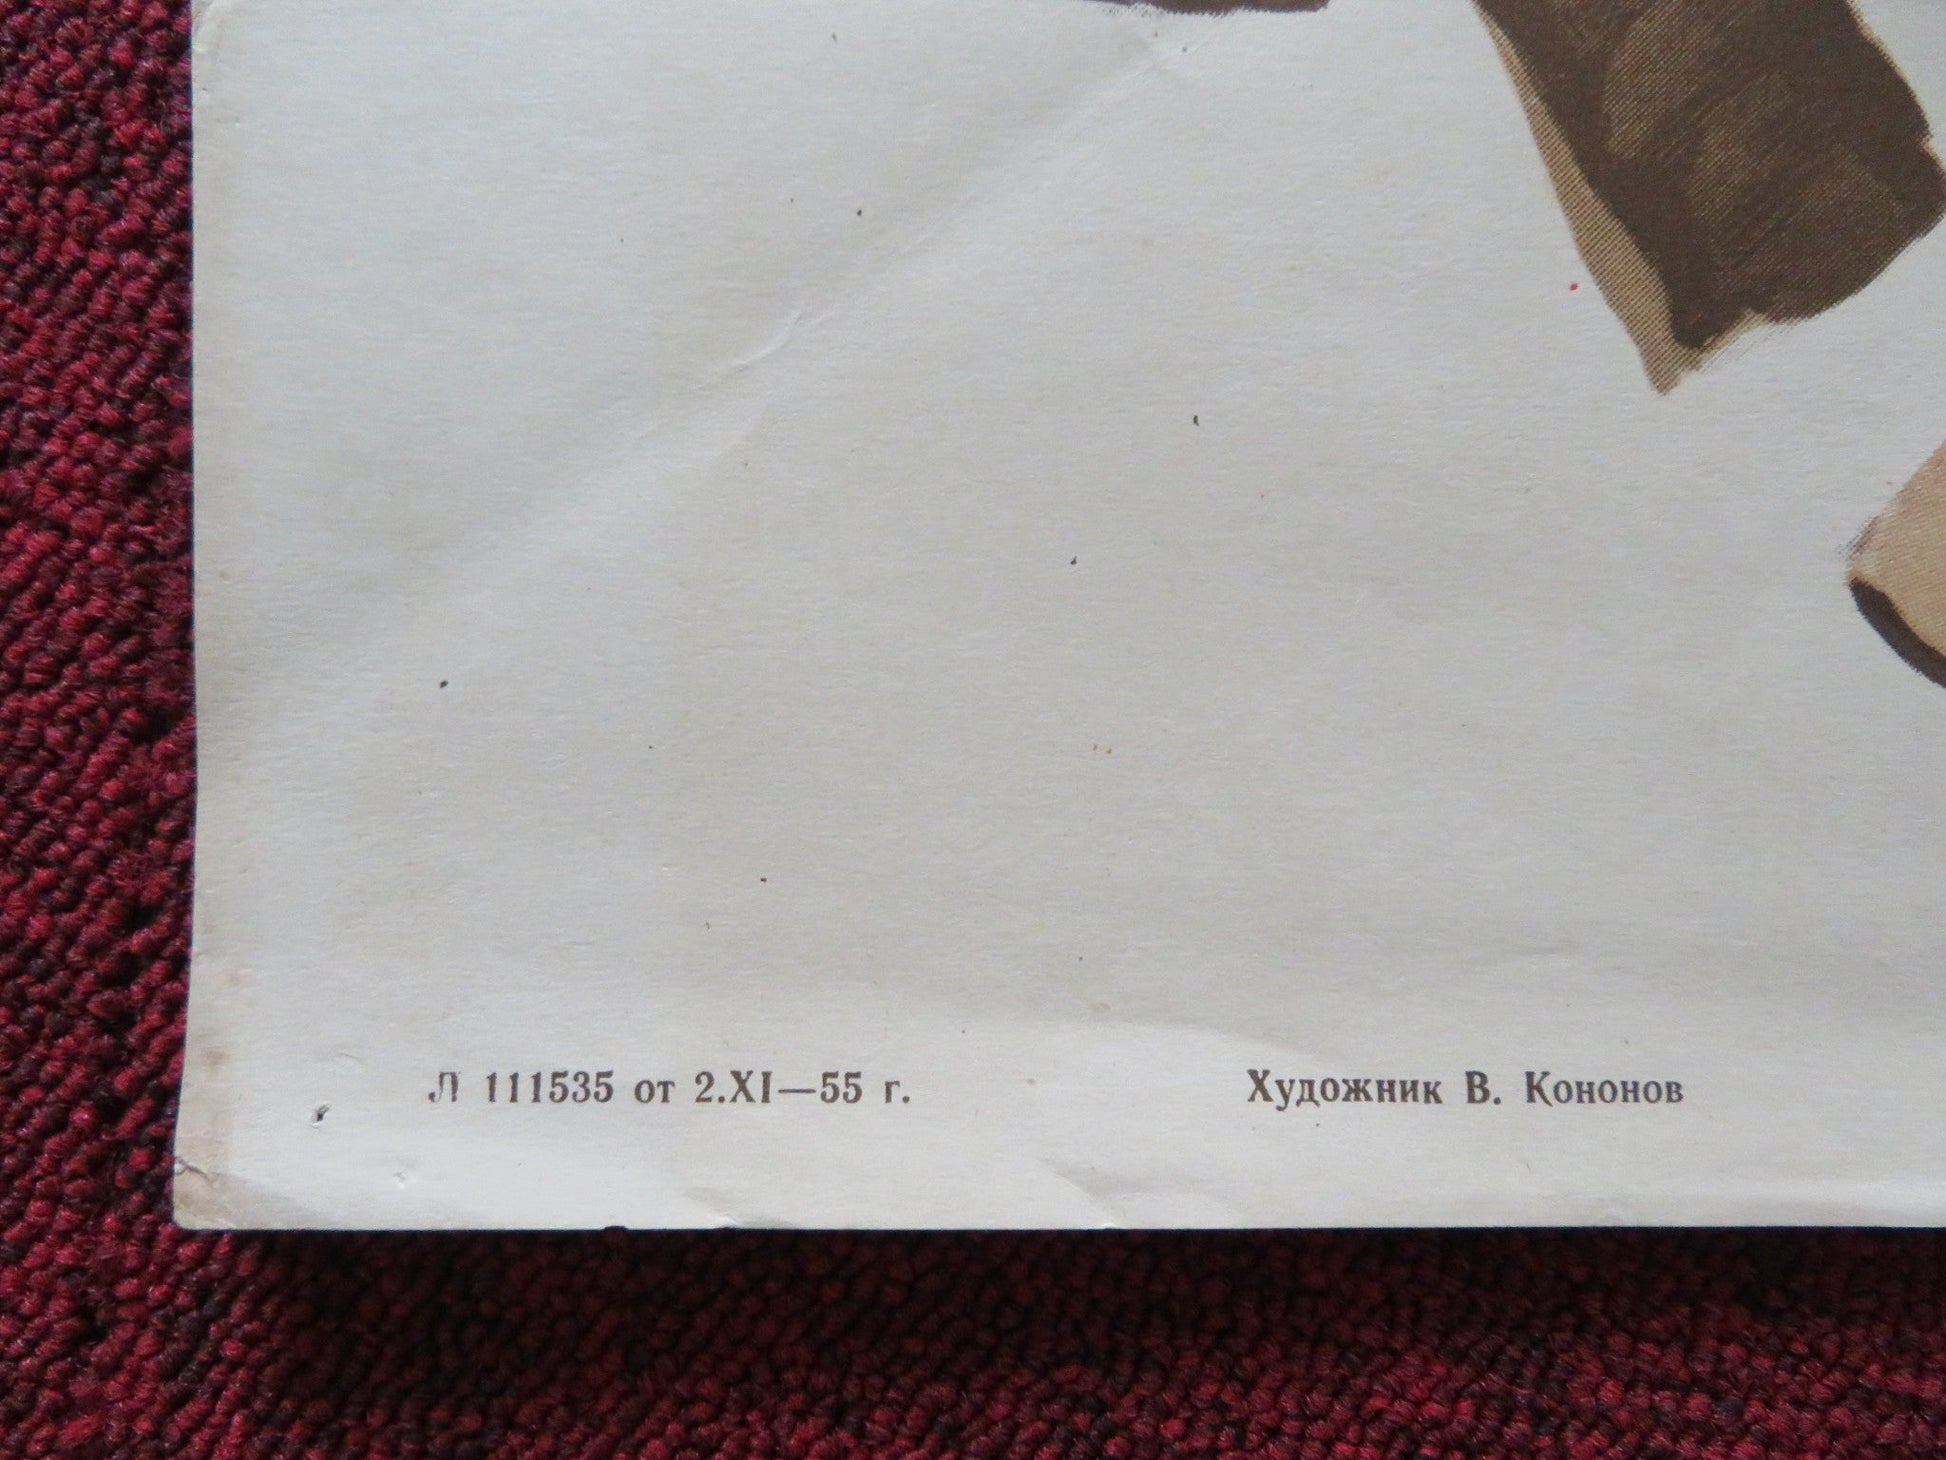 Л 111535 от 2.XI—55 г.
Художник В. Кононов